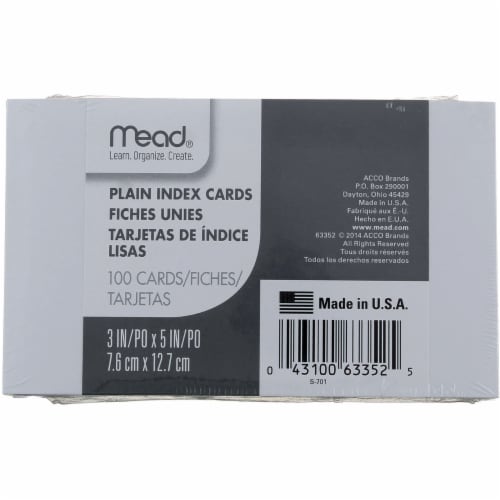 Mead®
Learn. Organize. Create.
PLAIN INDEX CARDS
FICHES UNIES
TARJETAS DE ÍNDICE
LISAS
100 CARDS/FICHES/
TARJETAS
3 IN/PO x 5 IN/PO
7.6 cm x 12.7 cm
ACCO Brands
P.O. Box 290001
Dayton, Ohio 45429
Made in U.S.A.
Fabriqué aux É.-U.
Hecho en E.U.A.
www.mead.com
63352 © 2014 ACCO Brands
All Rights Reserved
Tous droits réservés
Todos los derechos reservados
Made in U.S.A.
0 43100 63352 5
S-701